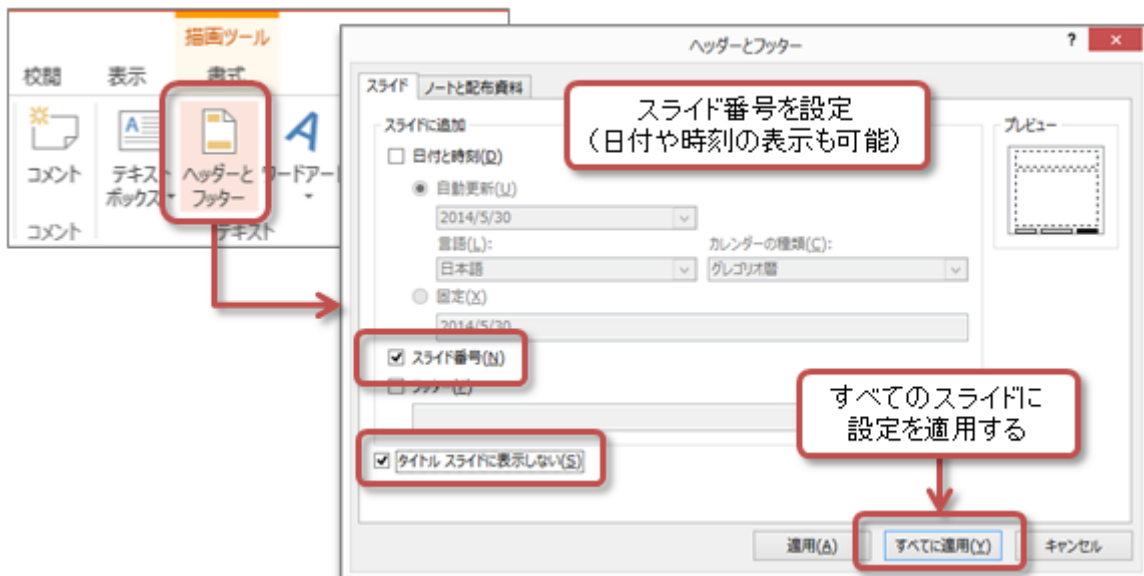 描画ツール
校閲 表示 書式
コメント
テキスト
ボックス
ヘッダーと
フッター
ワードアー
コメント
テキスト
ヘッダーとフッター
?
×
スライド
ノートと配布資料
スライド番号を設定
(日付や時刻の表示も可能)
スライドに追加
プレビュー
日付と時刻(D)
自動更新(U)
2014/5/30
言語(L):
カレンダーの種類(C):
日本語
グレゴリオ暦
固定(X)
2014/5/30
スライド番号(N)
フッター(F)
すべてのスライドに
設定を適用する
タイトル スライドに表示しない(S)
適用(A)
すべてに適用(Y)
キャンセル